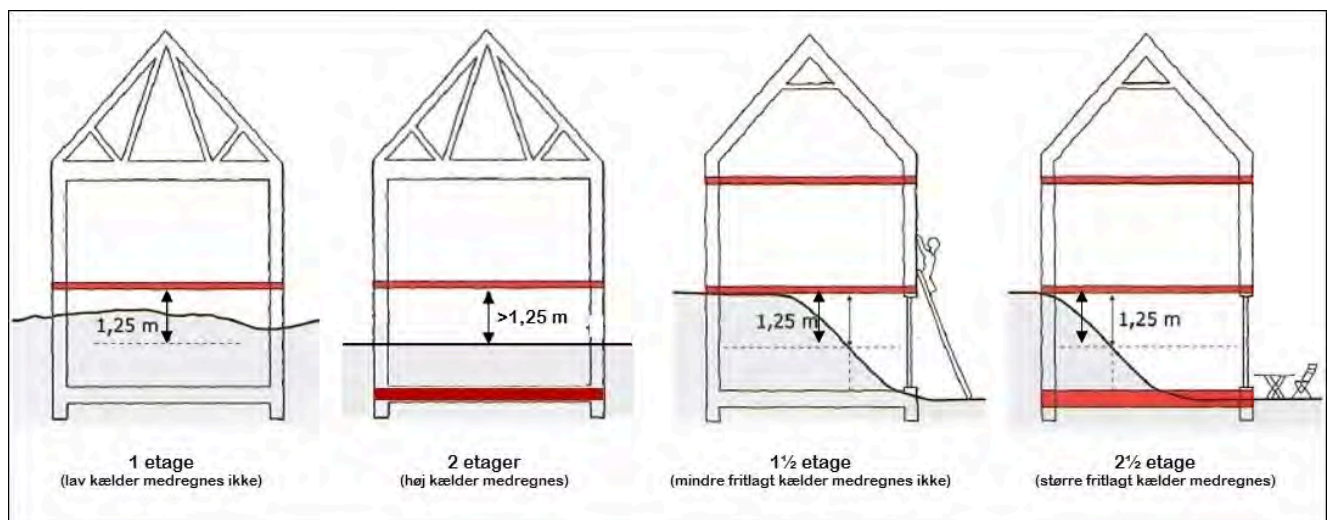 1,25 m
>1,25 m
1,25 m
1,25 m
1 etage
(lav kælder medregnes ikke)
2 etager
(høj kælder medregnes)
1½ etage
(mindre fritlagt kælder medregnes ikke)
2½ etage
(større fritlagt kælder medregnes)